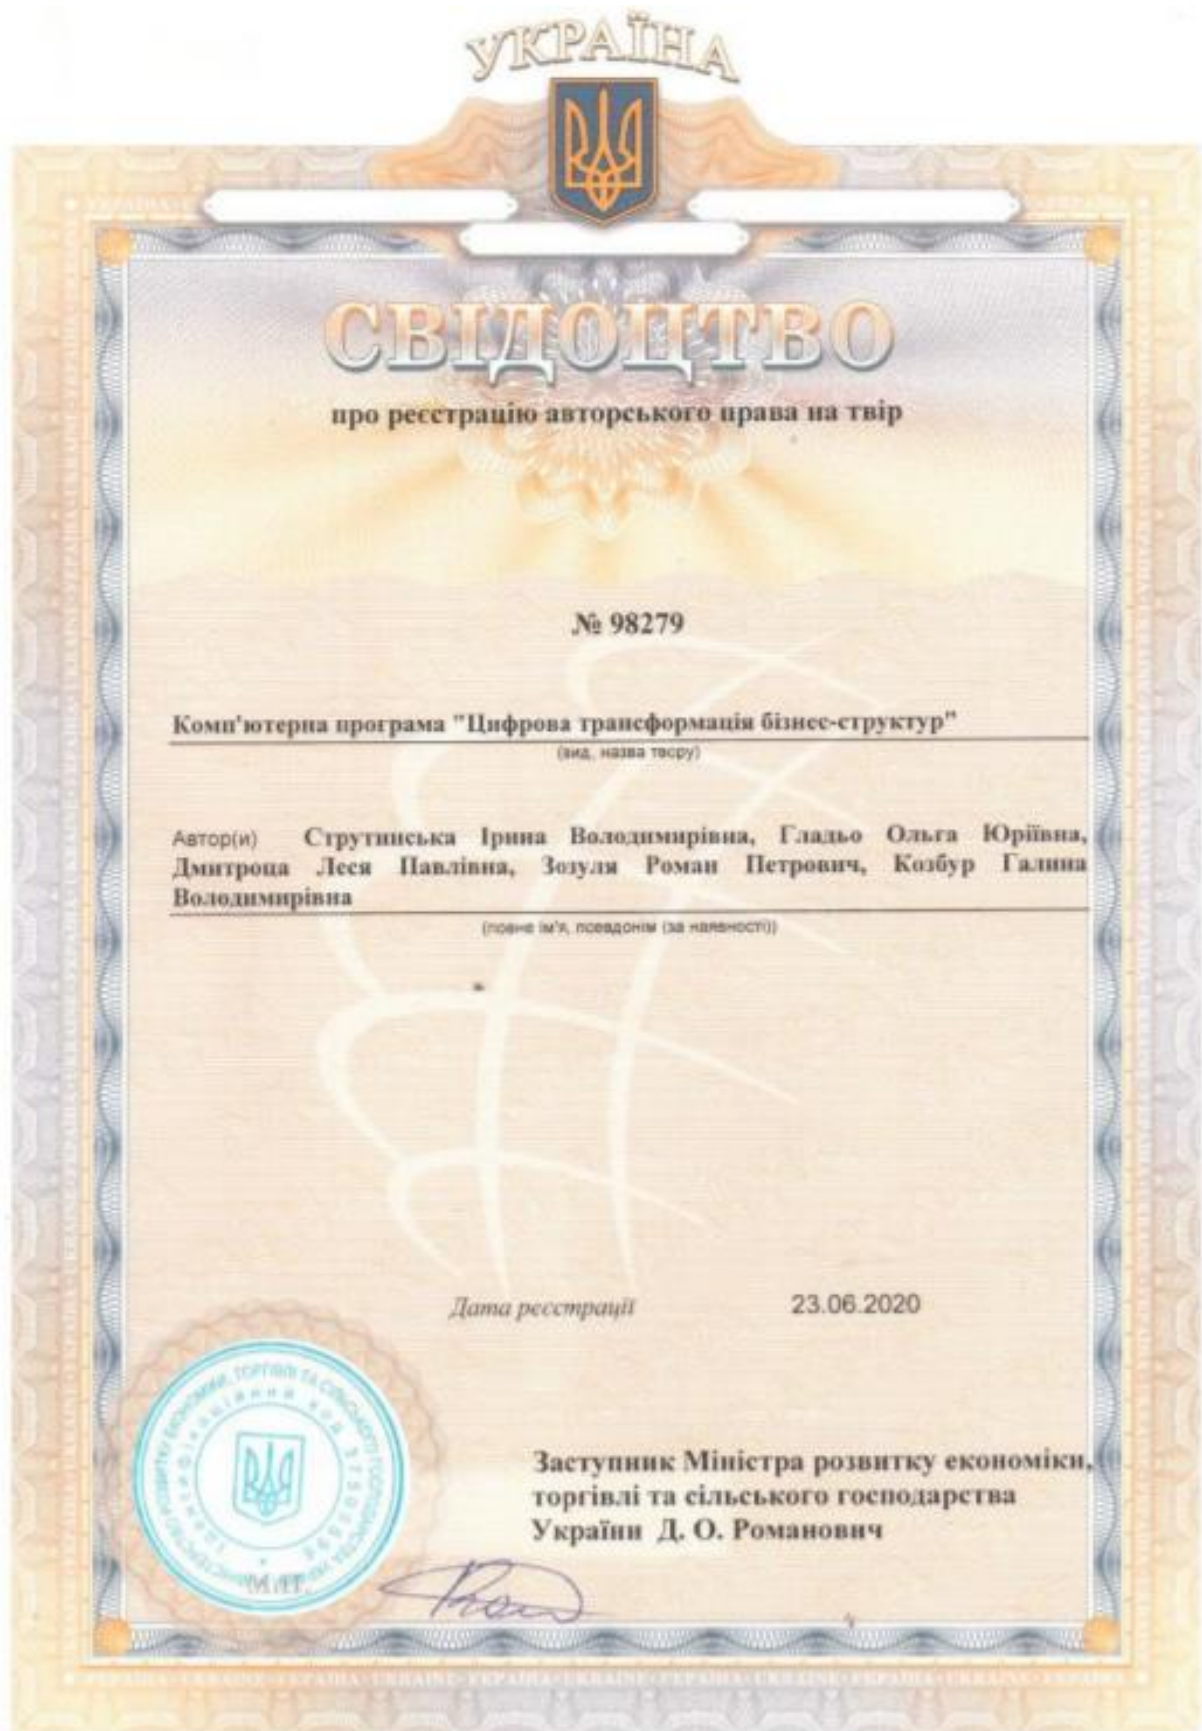 УКРАЇНА
СВІДОЦТВО
про реєстрацію авторського права на твір
№ 98279
Комп'ютерна програма "Цифрова трансформація бізнес-структур"
(вид, назва твору)
Автор(и) Струтинська Ірина Володимирівна, Гладьо Ольга Юріївна,
Дмитроца Леся Павлівна, Зозуля Роман Петрович, Козбур Галина
Володимирівна
(повне ім'я, псевдонім (за наявності))
Дата реєстрації 23.06.2020
Заступник Міністра розвитку економіки,
торгівлі та сільського господарства
України Д. О. Романович
М.П.